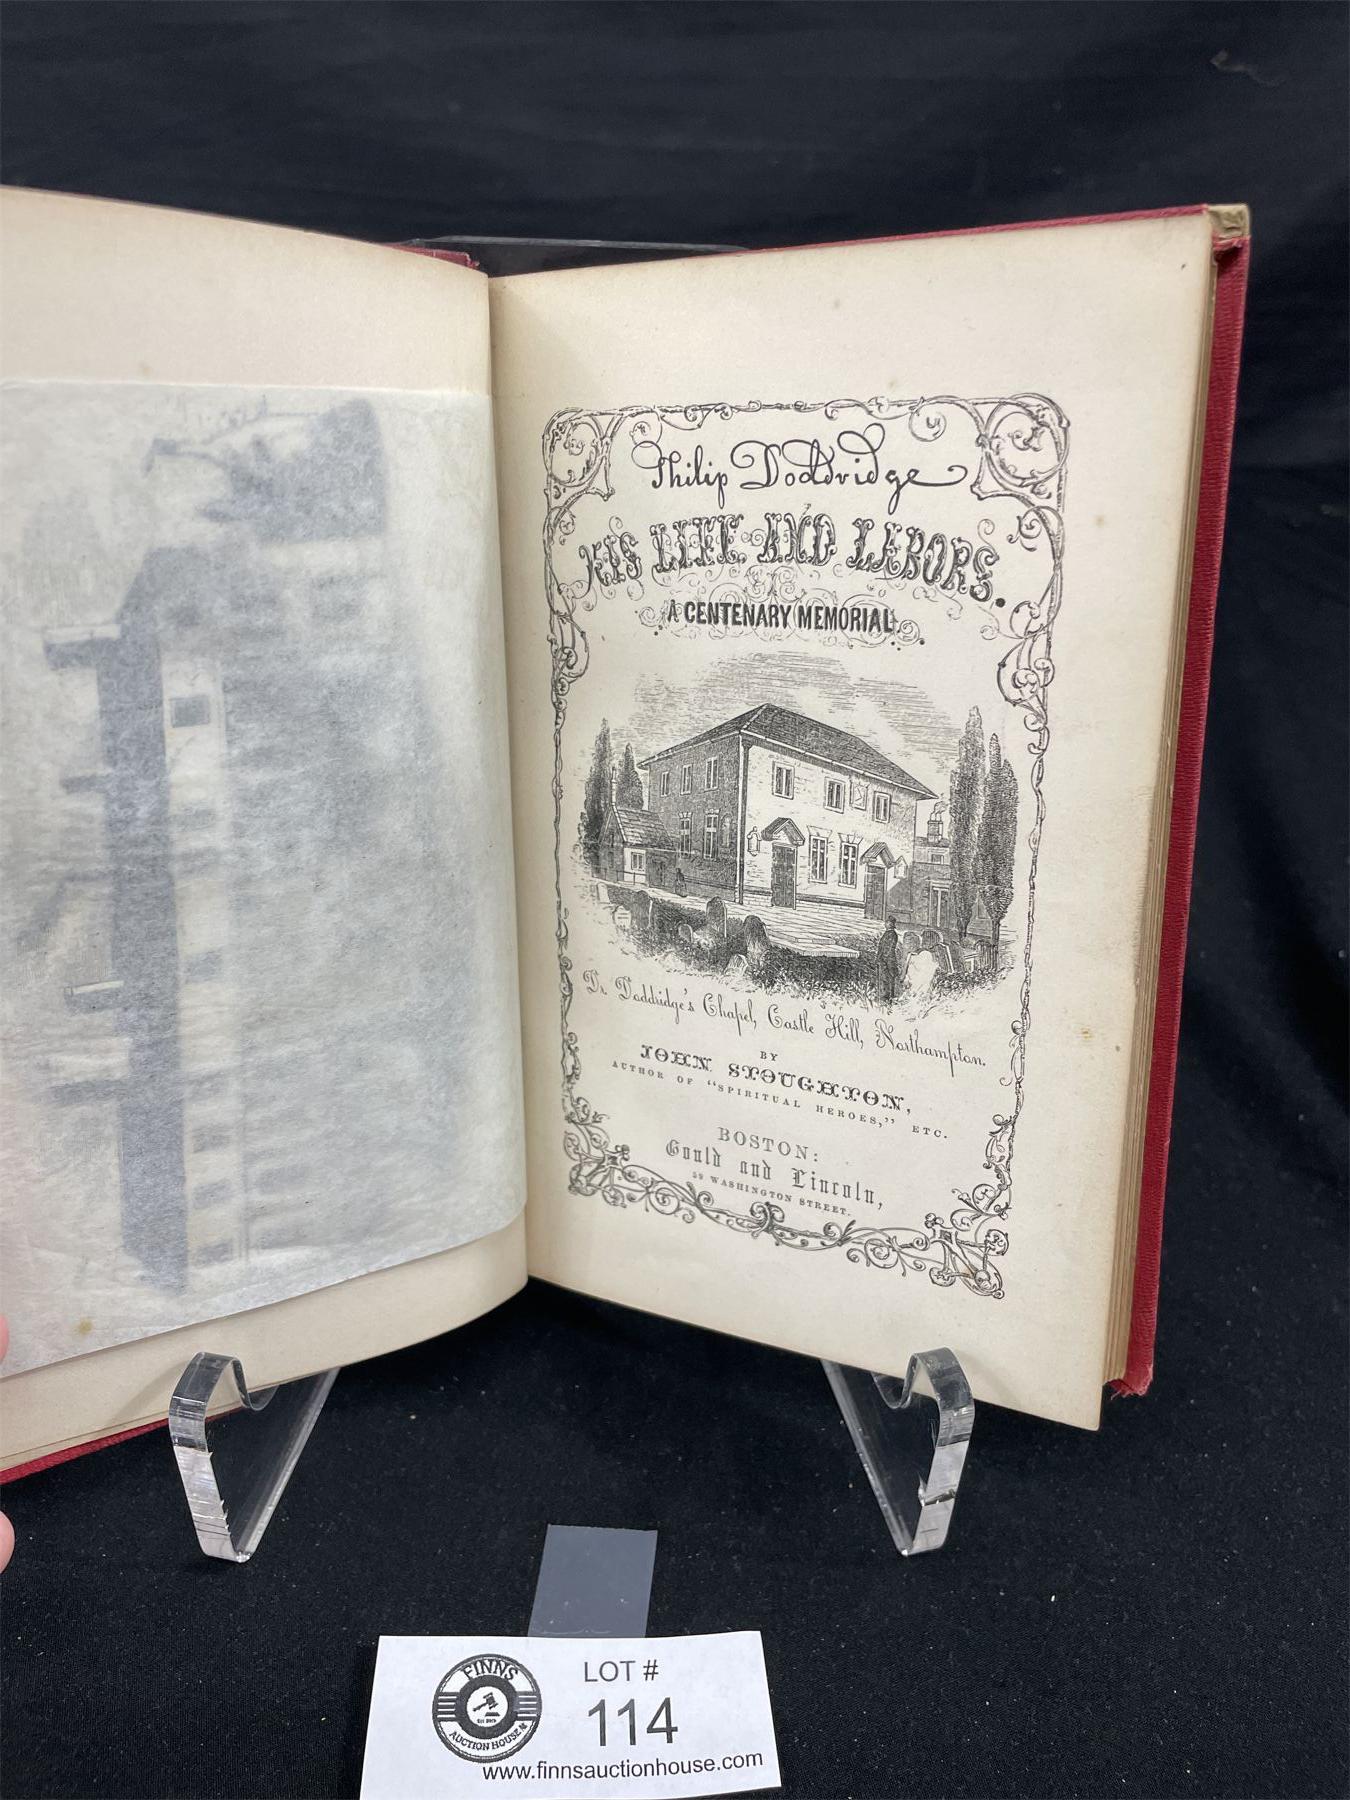 Philip Doddridge
HIS LIFE AND LABORS.
A CENTENARY MEMORIAL.
Dr. Doddridge's Chapel, Castle Hill, Northampton.
BY
JOHN STOUGHTON,
AUTHOR OF "SPIRITUAL HEROES," ETC.
BOSTON:
Gould and Lincoln,
59 WASHINGTON STREET.
FINNS
AUCTION HOUSE
LOT #
114
www.finnsauctionhouse.com